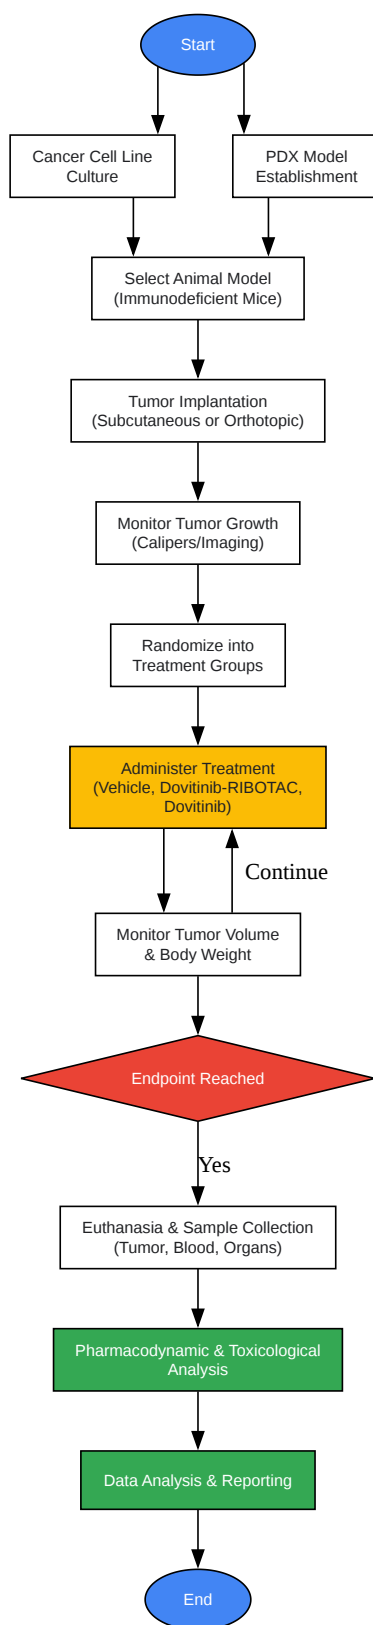 Start
Cancer Cell Line
Culture
PDX Model
Establishment
Select Animal Model
(Immunodeficient Mice)
Tumor Implantation
(Subcutaneous or Orthotopic)
Monitor Tumor Growth
(Calipers/Imaging)
Randomize into
Treatment Groups
Administer Treatment
(Vehicle, Dovitinib-RIBOTAC,
Dovitinib)
Continue
Monitor Tumor Volume
& Body Weight
Endpoint Reached
Yes
Euthanasia & Sample Collection
(Tumor, Blood, Organs)
Pharmacodynamic & Toxicological
Analysis
Data Analysis & Reporting
End